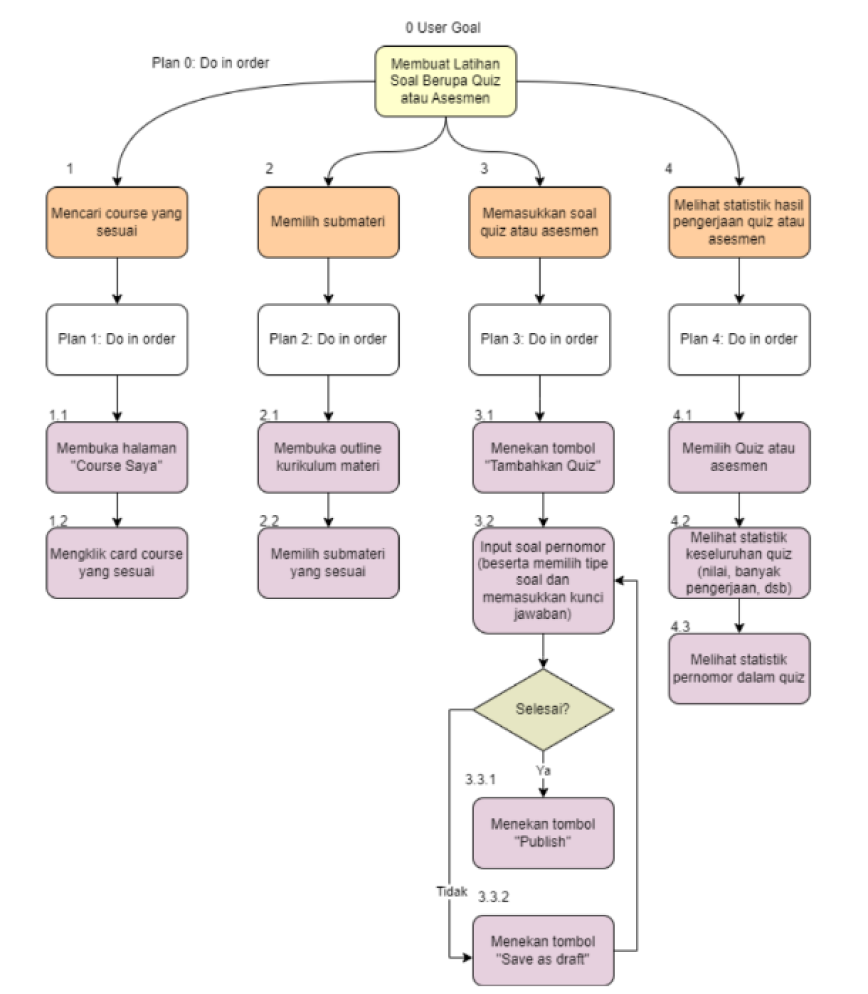 0 User Goal
Plan 0: Do in order
Membuat Latihan
Soal Berupa Quiz
atau Asesmen
1
Mencari course yang
sesuai
Plan 1: Do in order
1.1
Membuka halaman
"Course Saya"
1.2
Mengklik card course
yang sesuai
2
Memilih submateri
Plan 2: Do in order
2.1
Membuka outline
kurikulum materi
2.2
Memilih submateri
yang sesuai
3
Memasukkan soal
quiz atau asesmen
Plan 3: Do in order
3.1
Menekan tombol
"Tambahkan Quiz"
3.2
Input soal pernomor
(beserta memilih tipe
soal dan
memasukkan kunci
jawaban)
Selesai?
Ya
3.3.1
Menekan tombol
"Publish"
Tidak
3.3.2
Menekan tombol
"Save as draft"
4
Melihat statistik hasil
pengerjaan quiz atau
asesmen
Plan 4: Do in order
4.1
Memilih Quiz atau
asesmen
4.2
Melihat statistik
keseluruhan quiz
(nilai, banyak
pengerjaan, dsb)
4.3
Melihat statistik
pernomor dalam quiz